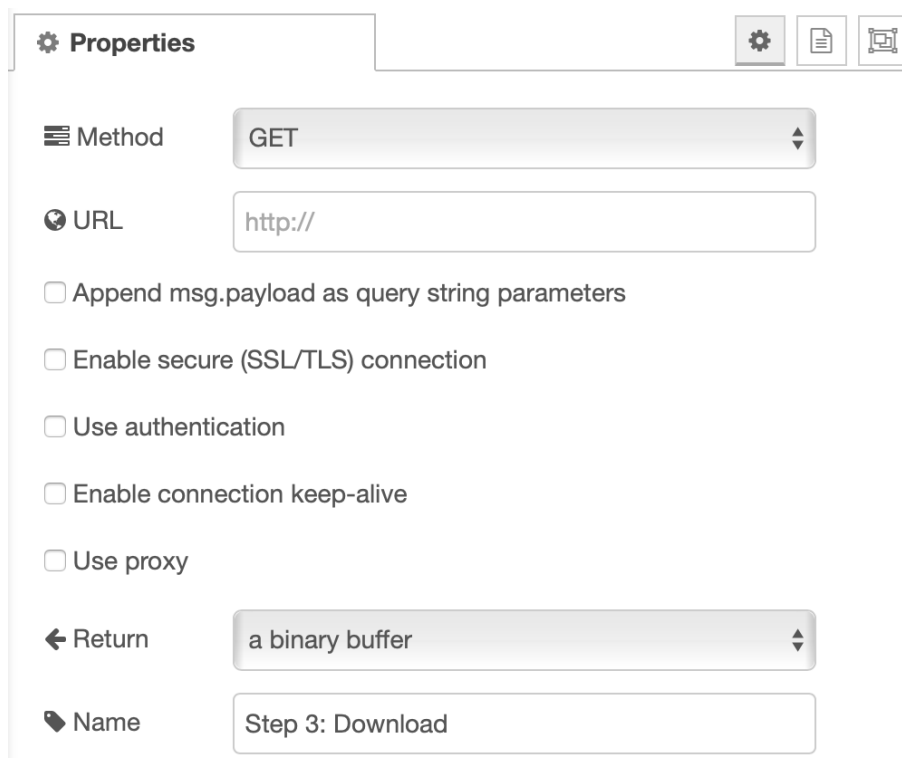 Properties
Method GET
URL http://
Append msg.payload as query string parameters
Enable secure (SSL/TLS) connection
Use authentication
Enable connection keep-alive
Use proxy
Return a binary buffer
Name Step 3: Download